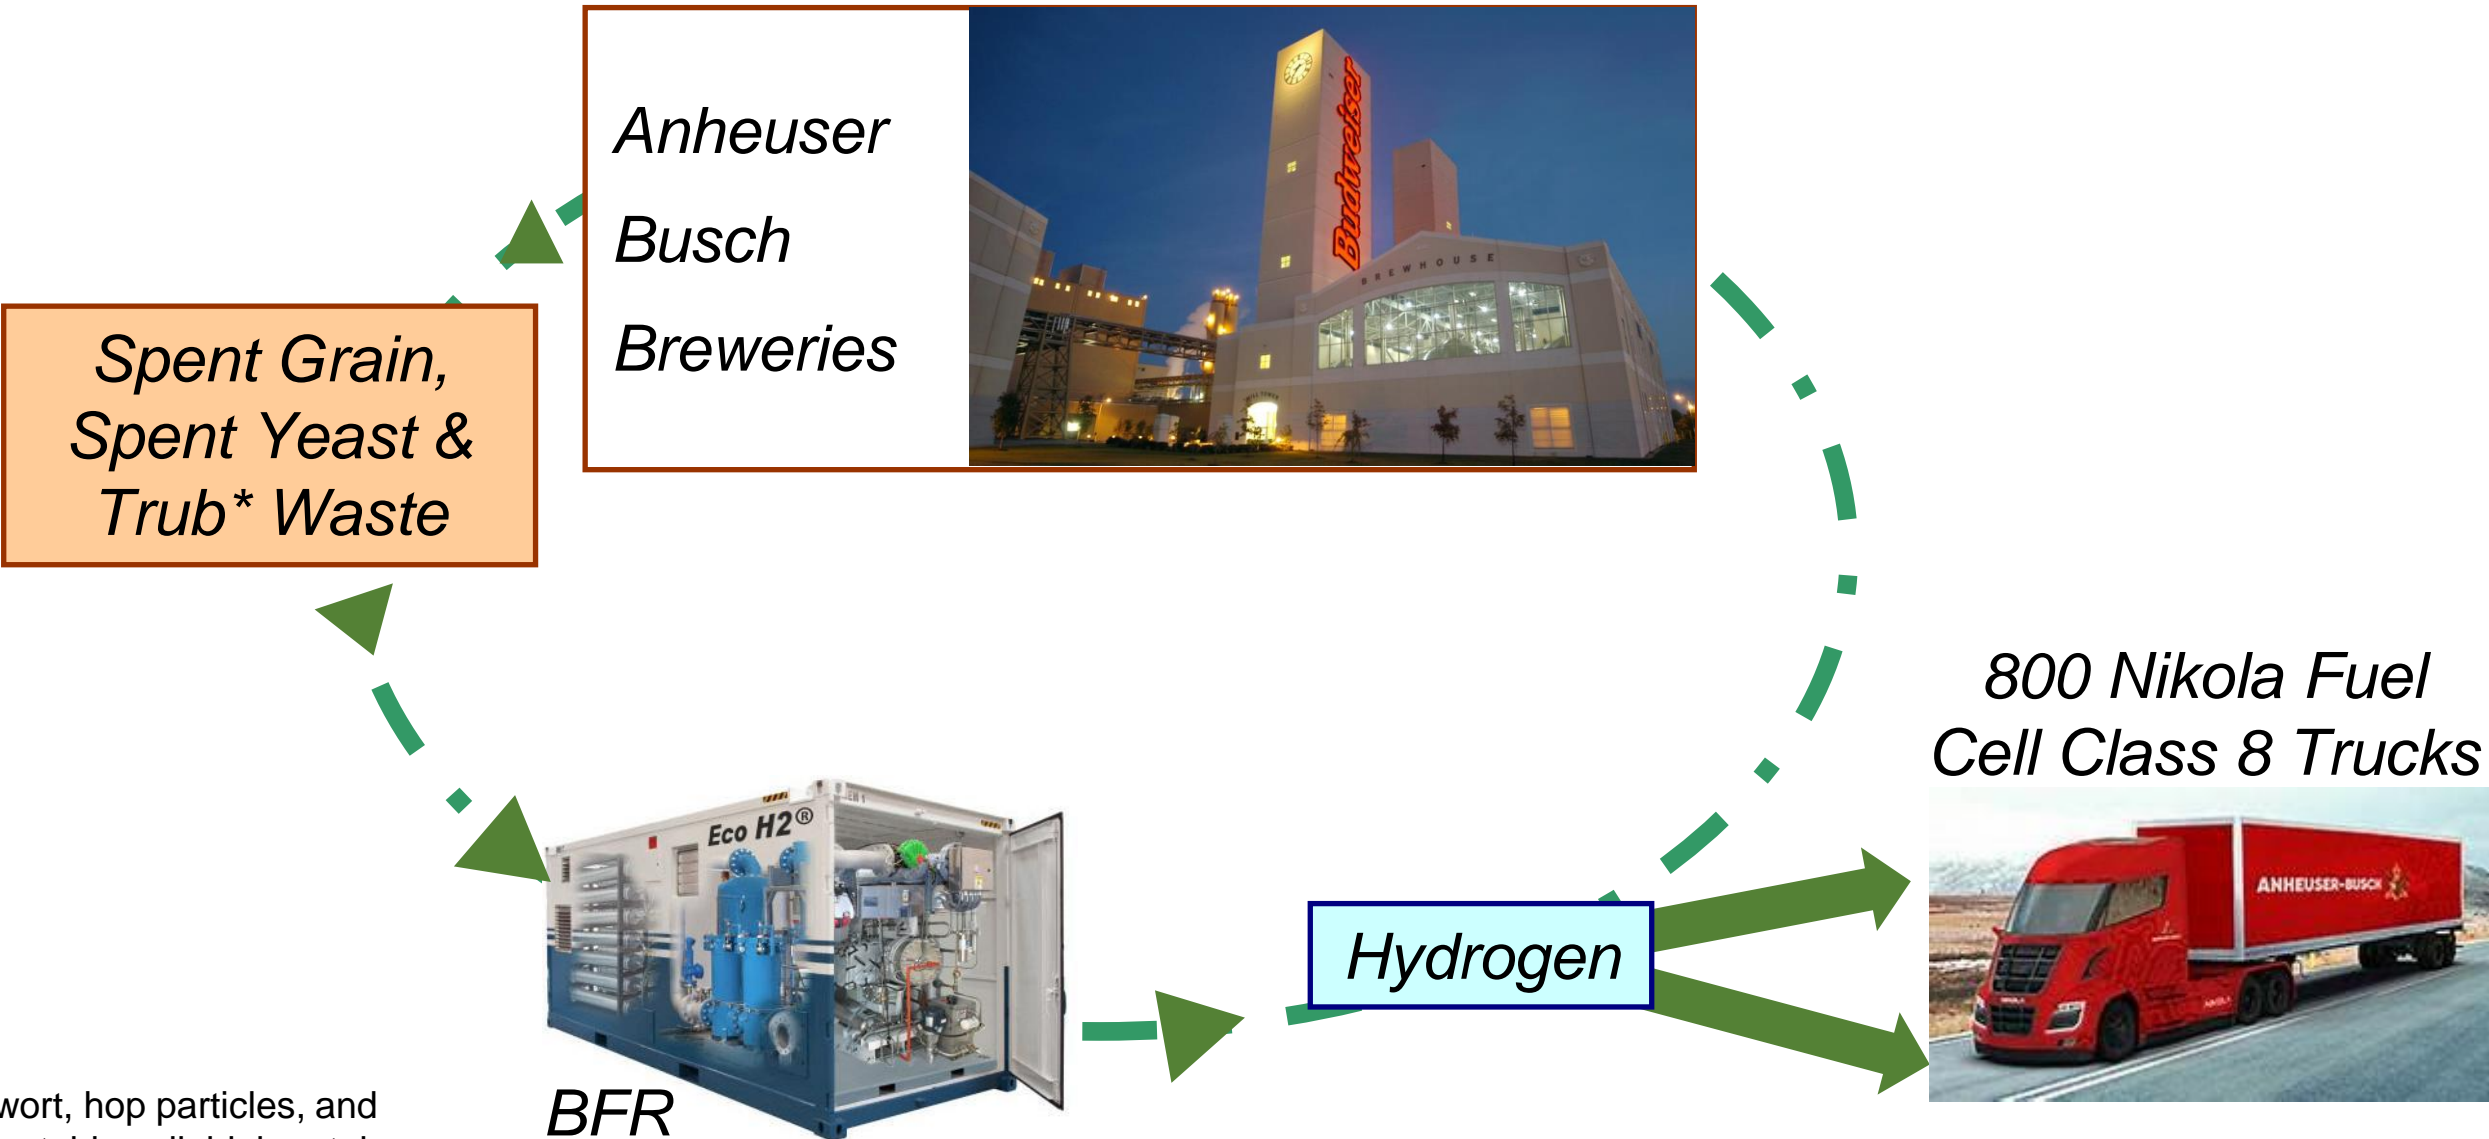 Anheuser
Busch
Breweries
Budweiser
BREWHOUSE
Spent Grain,
Spent Yeast &
Trub* Waste
800 Nikola Fuel
Cell Class 8 Trucks
ANHEUSER-BUSCH
Eco H2®
Hydrogen
BFR
wort, hop particles, and